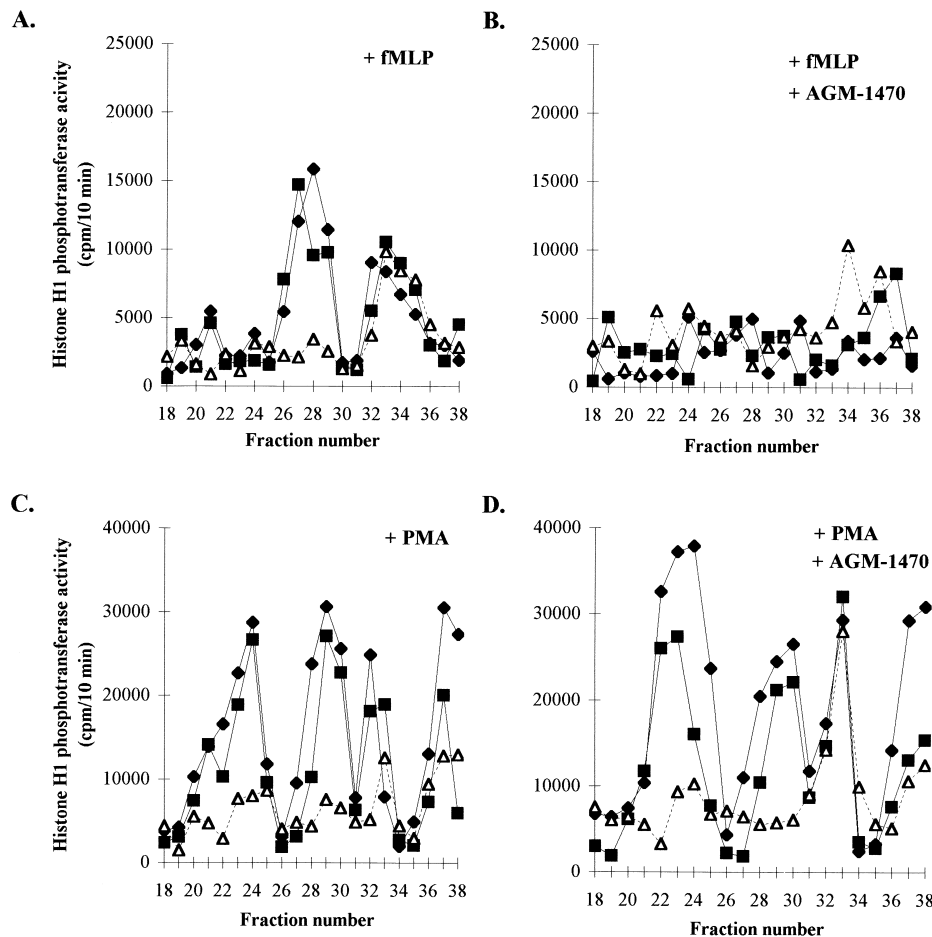 A.
+ fMLP
Histone H1 phosphotransferase acivity
(cpm/10 min)
25000
20000
15000
10000
5000
0
18 20 22 24 26 28 30 32 34 36 38
Fraction number
B.
+ fMLP
+ AGM-1470
25000
20000
15000
10000
5000
0
18 20 22 24 26 28 30 32 34 36 38
Fraction number
C.
+ PMA
Histone H1 phosphotransferase activity
(cpm/10 min)
40000
30000
20000
10000
0
18 20 22 24 26 28 30 32 34 36 38
Fraction number
D.
+ PMA
+ AGM-1470
40000
30000
20000
10000
0
18 20 22 24 26 28 30 32 34 36 38
Fraction number